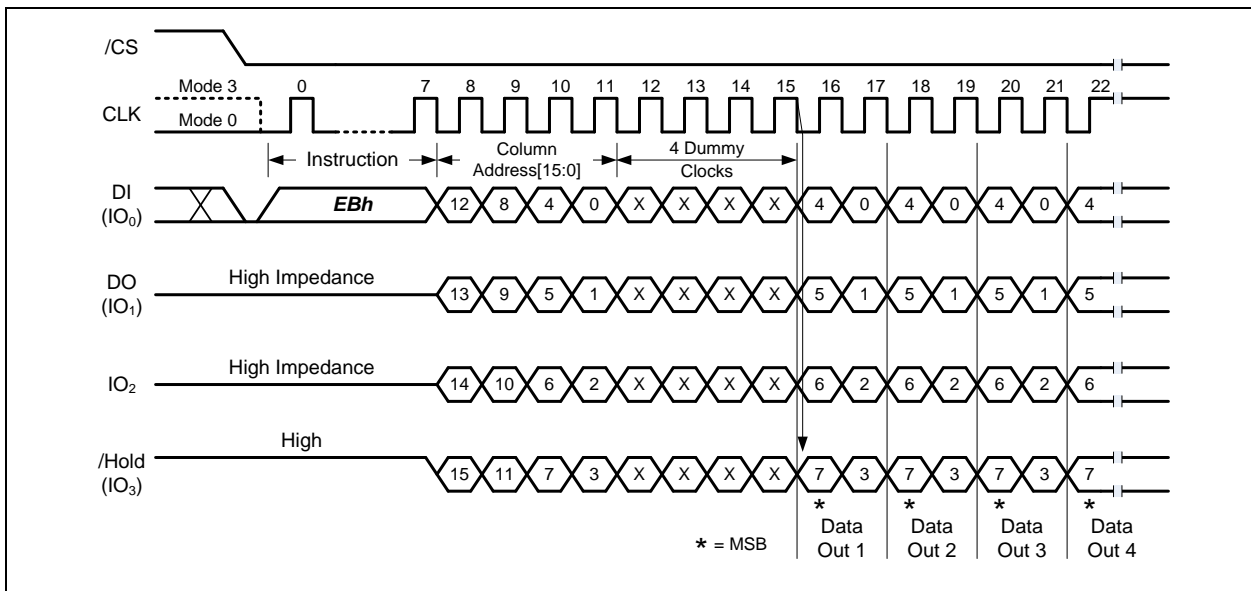 /CS
Mode 3 0 7 8 9 10 11 12 13 14 15 16 17 18 19 20 21 22
CLK
Mode 0
Instruction Column Address[15:0] 4 Dummy Clocks
DI (IO0) EBh 12 8 4 0 X X X X 4 0 4 0 4 0 4
DO (IO1) High Impedance 13 9 5 1 X X X X 5 1 5 1 5 1 5
IO2 High Impedance 14 10 6 2 X X X X 6 2 6 2 6 2 6
High
/Hold (IO3) 15 11 7 3 X X X X 7 3 7 3 7 3 7
* * * *
* = MSB
Data Out 1 Data Out 2 Data Out 3 Data Out 4